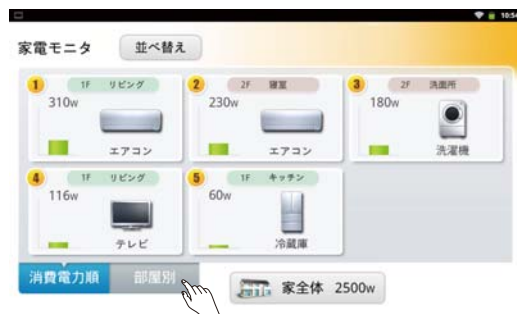 10:54
家電モニタ 並べ替え
1 1F リビング
310w
エアコン
2 2F 寝室
230w
エアコン
3 2F 洗面所
180w
洗濯機
4 1F リビング
116w
テレビ
5 1F キッチン
60w
冷蔵庫
消費電力順 部屋別
家全体 2500w